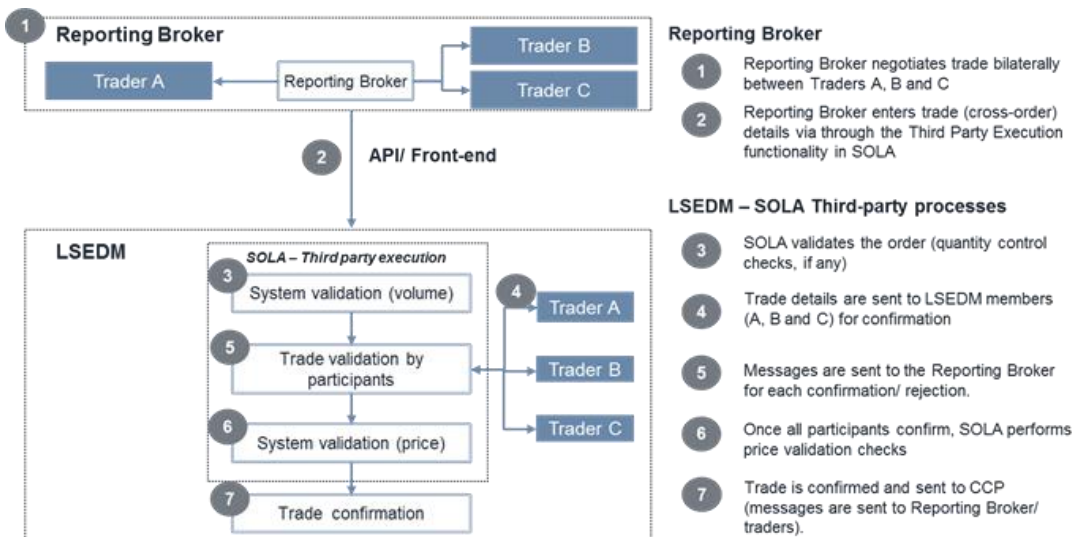 1
Reporting Broker
Trader A
Reporting Broker
Trader B
Trader C
2
API/ Front-end
LSEDM
SOLA – Third party execution
3
System validation (volume)
4
Trader A
5
Trade validation by
participants
Trader B
6
System validation (price)
Trader C
7
Trade confirmation
Reporting Broker
1
Reporting Broker negotiates trade bilaterally
between Traders A, B and C
2
Reporting Broker enters trade (cross-order)
details via through the Third Party Execution
functionality in SOLA
LSEDM – SOLA Third-party processes
3
SOLA validates the order (quantity control
checks, if any)
4
Trade details are sent to LSEDM members
(A, B and C) for confirmation
5
Messages are sent to the Reporting Broker
for each confirmation/ rejection.
6
Once all participants confirm, SOLA performs
price validation checks
7
Trade is confirmed and sent to CCP
(messages are sent to Reporting Broker/
traders).